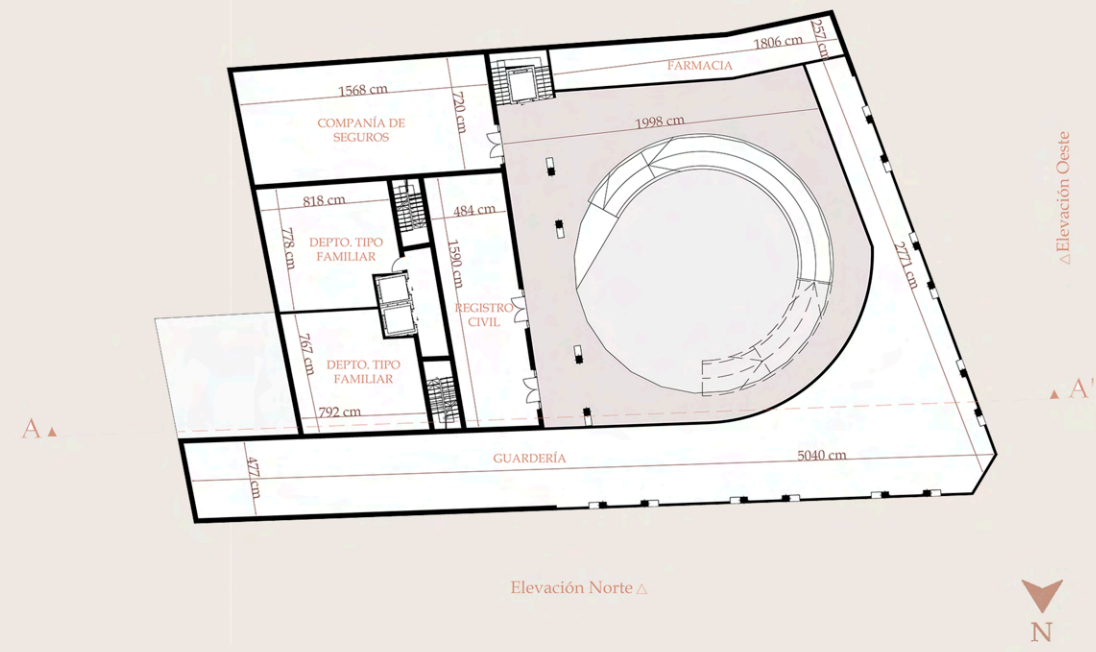 1806 cm
257 cm
FARMACIA
1568 cm
720 cm
COMPANÍA DE
SEGUROS
1998 cm
△Elevación Oeste
818 cm
484 cm
778 cm
DEPTO. TIPO
FAMILIAR
1590 cm
2771 cm
REGISTRO
CIVIL
767 cm
DEPTO. TIPO
FAMILIAR
792 cm
A ▲
▲ A'
477 cm
GUARDERÍA
5040 cm
Elevación Norte △
N